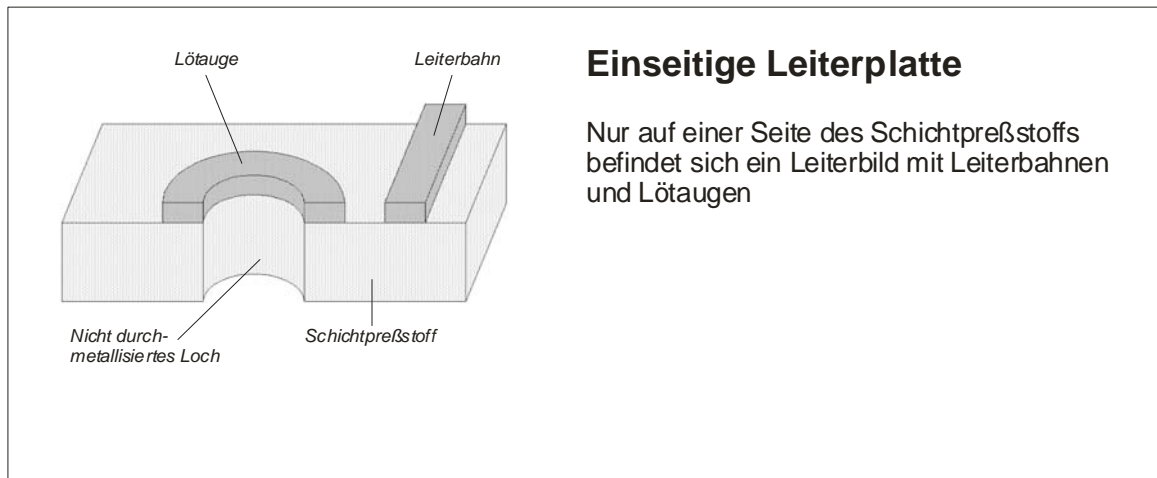 Lötauge
Leiterbahn
Einseitige Leiterplatte
Nur auf einer Seite des Schichtpreßstoffs
befindet sich ein Leiterbild mit Leiterbahnen
und Lötaugen
Nicht durch-
metallisiertes Loch
Schichtpreßstoff